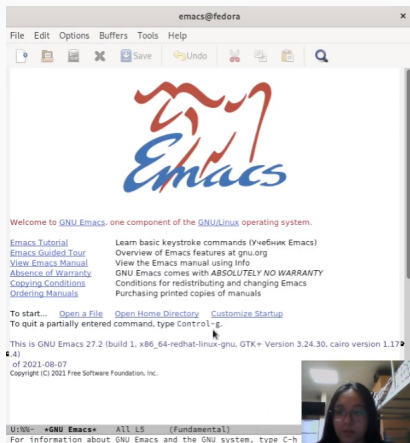 emacs@fedora
File Edit Options Buffers Tools Help
Save Undo
Emacs
Welcome to GNU Emacs, one component of the GNU/Linux operating system.
Emacs Tutorial Learn basic keystroke commands (Учебник Emacs)
Emacs Guided Tour Overview of Emacs features at gnu.org
View Emacs Manual View the Emacs manual using Info
Absence of Warranty GNU Emacs comes with ABSOLUTELY NO WARRANTY
Copying Conditions Conditions for redistributing and changing Emacs
Ordering Manuals Purchasing printed copies of manuals
To start... Open a File Open Home Directory Customize Startup
To quit a partially entered command, type Control-g.
This is GNU Emacs 27.2 (build 1, x86_64-redhat-linux-gnu, GTK+ Version 3.24.30, cairo version 1.17
.4)
of 2021-08-07
Copyright (C) 2021 Free Software Foundation, Inc.
U:%%- *GNU Emacs* All L5 (Fundamental)
For information about GNU Emacs and the GNU system, type C-h